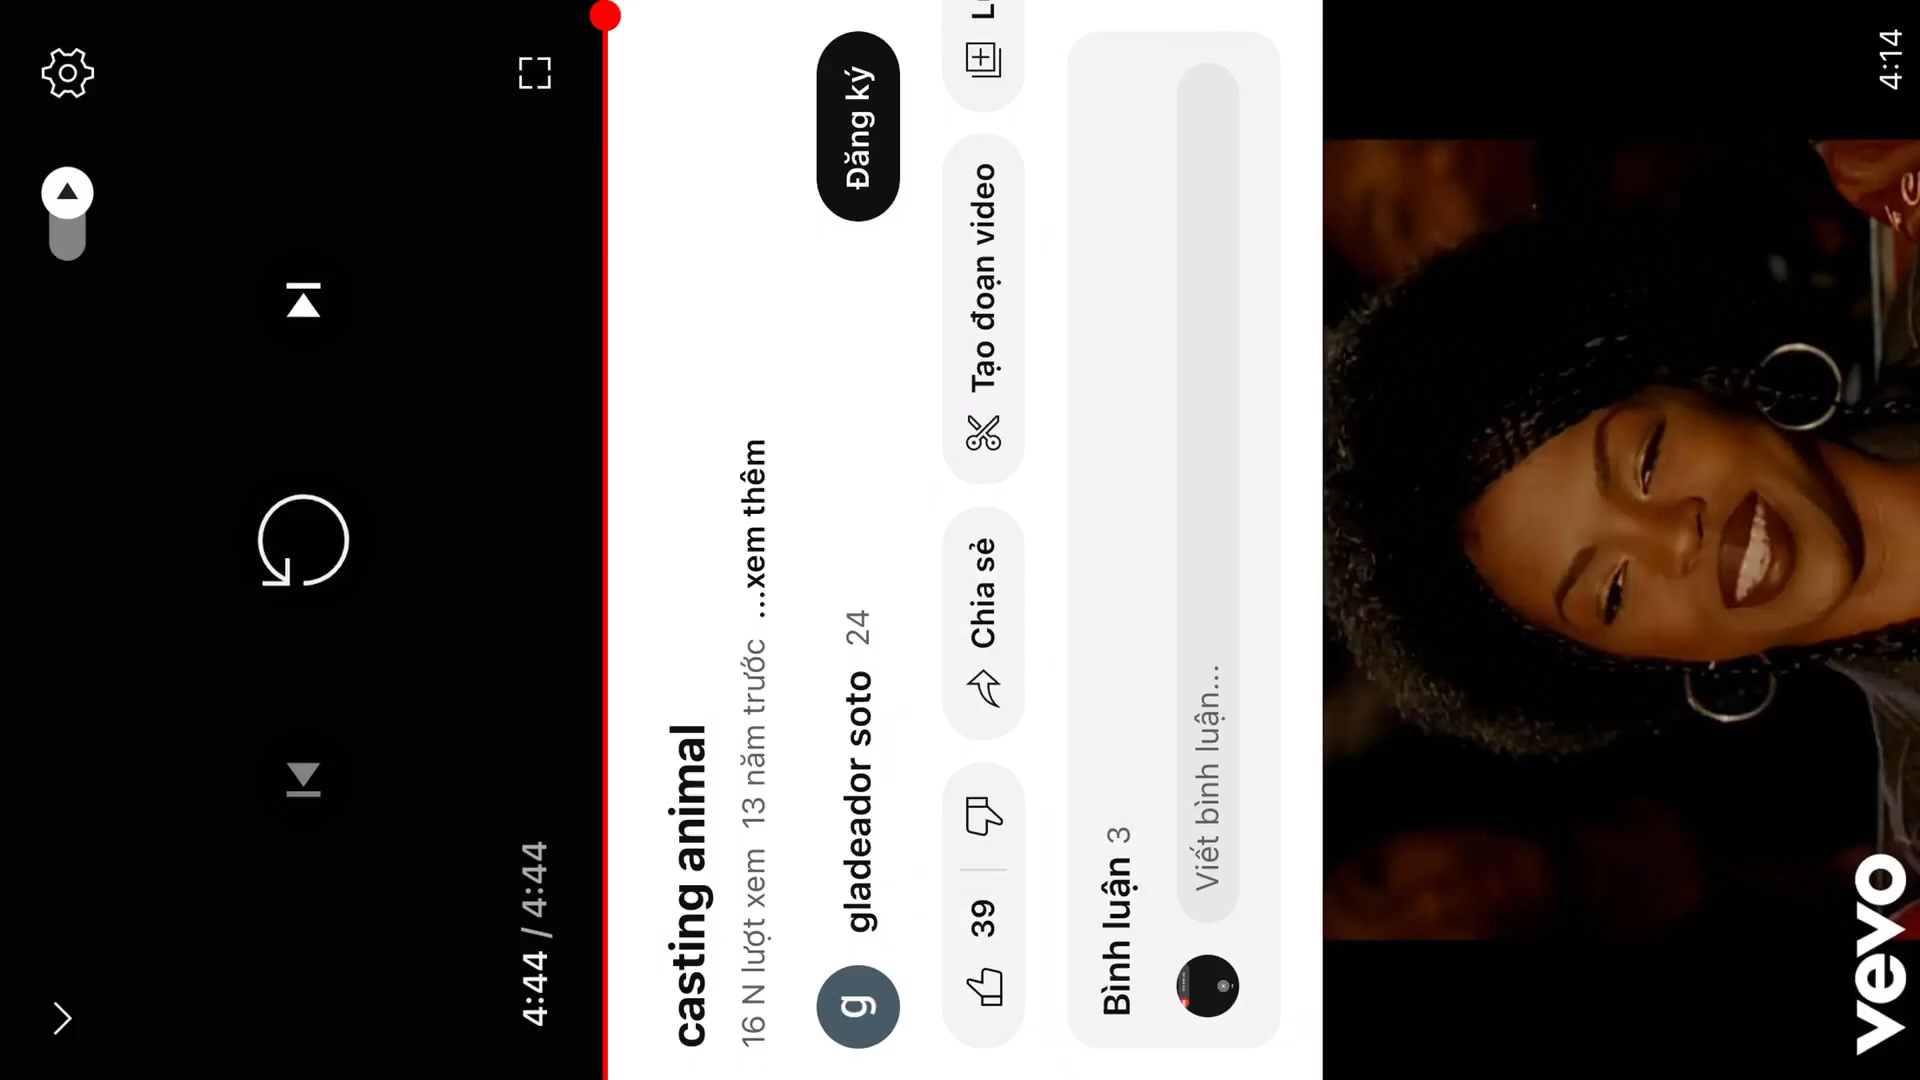 4:44 / 4:44
casting animal
16 N lượt xem 13 năm trước ...xem thêm
g gladeador soto 24 Đăng ký
39 Chia sẻ Tạo đoạn video
Bình luận 3
Viết bình luận...
4:14
vevo